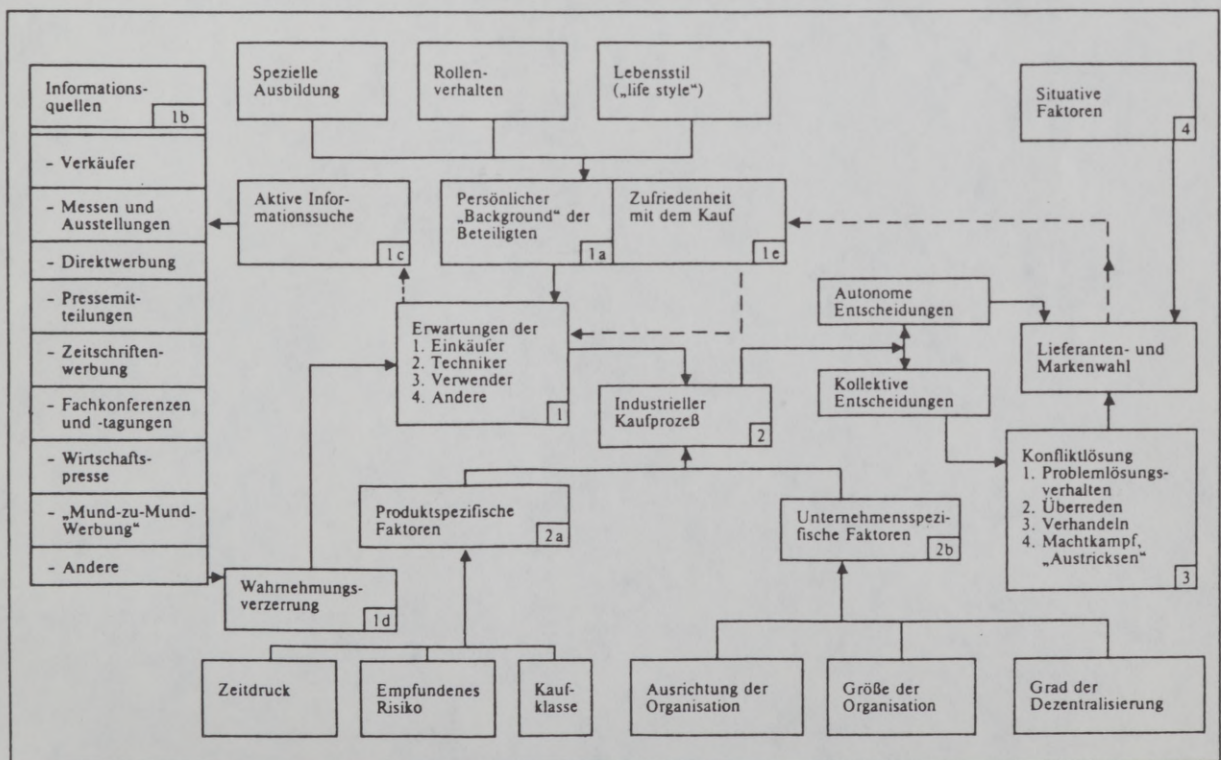 Informations-
quellen
1b
- Verkäufer
- Messen und
Ausstellungen
- Direktwerbung
- Pressemit-
teilungen
- Zeitschriften-
werbung
- Fachkonferenzen
und -tagungen
- Wirtschafts-
presse
- „Mund-zu-Mund-
Werbung“
- Andere
Spezielle
Ausbildung
Rollen-
verhalten
Lebensstil
(„life style“)
Situative
Faktoren
4
Aktive Infor-
mationssuche
1c
Persönlicher
„Background“ der
Beteiligten
1a
Zufriedenheit
mit dem Kauf
1e
Erwartungen der
1. Einkäufer
2. Techniker
3. Verwender
4. Andere
1
Industrieller
Kaufprozeß
2
Autonome
Entscheidungen
Kollektive
Entscheidungen
Lieferanten- und
Markenwahl
Konfliktlösung
1. Problemlösungs-
verhalten
2. Überreden
3. Verhandeln
4. Machtkampf,
„Austricksen“
3
Produktspezifische
Faktoren
2a
Unternehmensspezi-
fische Faktoren
2b
Wahrnehmungs-
verzerrung
1d
Zeitdruck
Empfundenes
Risiko
Kauf-
klasse
Ausrichtung der
Organisation
Größe der
Organisation
Grad der
Dezentralisierung